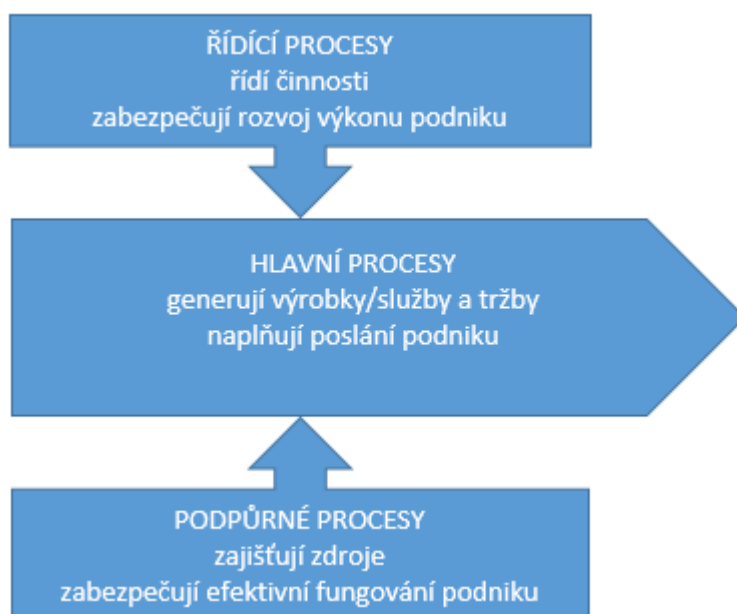 ŘÍDÍCÍ PROCESY
řídí činnosti
zabezpečují rozvoj výkonu podniku
HLAVNÍ PROCESY
generují výrobky/služby a tržby
naplňují poslání podniku
PODPŮRNÉ PROCESY
zajišťují zdroje
zabezpečují efektivní fungování podniku